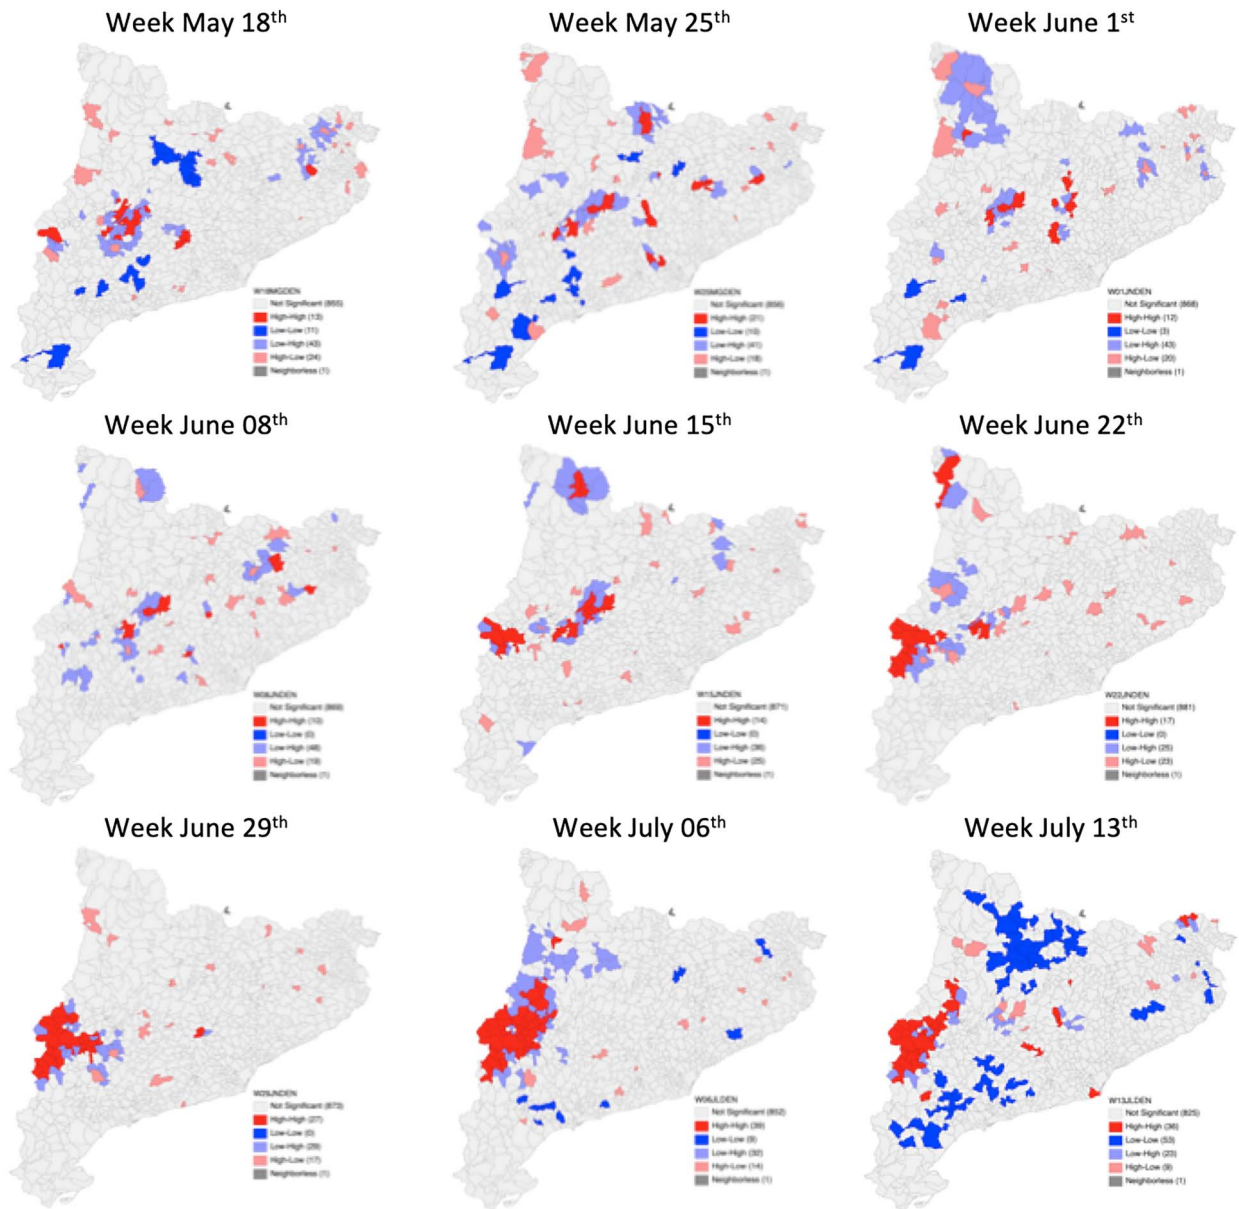 Week May 18th
W18MGDEN
Not Significant (855)
High-High (13)
Low-Low (11)
Low-High (43)
High-Low (24)
Neighborless (1)
Week May 25th
W25MGDEN
Not Significant (856)
High-High (21)
Low-Low (10)
Low-High (41)
High-Low (18)
Neighborless (1)
Week June 1st
W01JNDEN
Not Significant (868)
High-High (12)
Low-Low (3)
Low-High (43)
High-Low (20)
Neighborless (1)
Week June 08th
W08JNDEN
Not Significant (869)
High-High (10)
Low-Low (0)
Low-High (48)
High-Low (19)
Neighborless (1)
Week June 15th
W15JNDEN
Not Significant (871)
High-High (14)
Low-Low (0)
Low-High (36)
High-Low (25)
Neighborless (1)
Week June 22th
W22JNDEN
Not Significant (881)
High-High (17)
Low-Low (0)
Low-High (25)
High-Low (23)
Neighborless (1)
Week June 29th
W29JNDEN
Not Significant (873)
High-High (27)
Low-Low (0)
Low-High (29)
High-Low (17)
Neighborless (1)
Week July 06th
W06JLDEN
Not Significant (852)
High-High (39)
Low-Low (9)
Low-High (32)
High-Low (14)
Neighborless (1)
Week July 13th
W13JLDEN
Not Significant (825)
High-High (36)
Low-Low (53)
Low-High (23)
High-Low (9)
Neighborless (1)